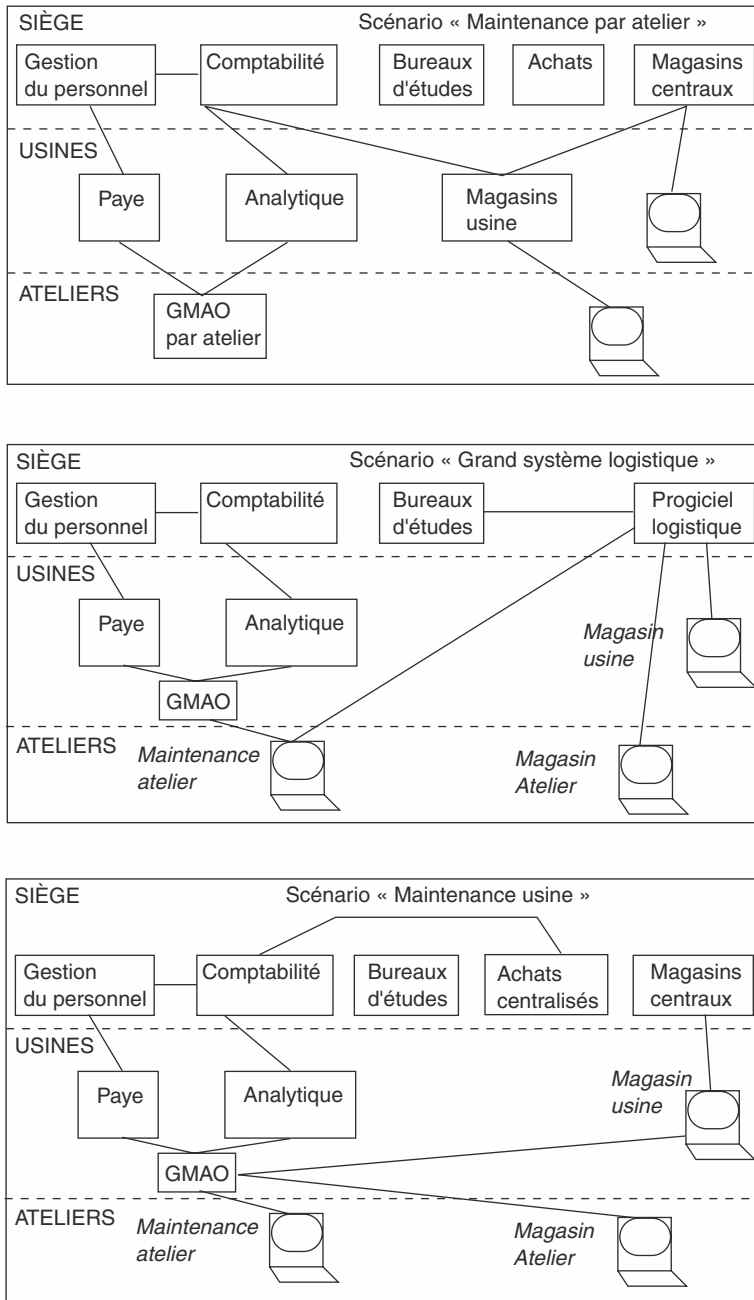 SIÈGE
Scénario « Maintenance par atelier »
Gestion
du personnel
Comptabilité
Bureaux
d'études
Achats
Magasins
centraux
USINES
Paye
Analytique
Magasins
usine
ATELIERS
GMAO
par atelier
SIÈGE
Scénario « Grand système logistique »
Gestion
du personnel
Comptabilité
Bureaux
d'études
Progiciel
logistique
USINES
Paye
Analytique
Magasin
usine
GMAO
ATELIERS
Maintenance
atelier
Magasin
Atelier
SIÈGE
Scénario « Maintenance usine »
Gestion
du personnel
Comptabilité
Bureaux
d'études
Achats
centralisés
Magasins
centraux
USINES
Paye
Analytique
Magasin
usine
GMAO
ATELIERS
Maintenance
atelier
Magasin
Atelier